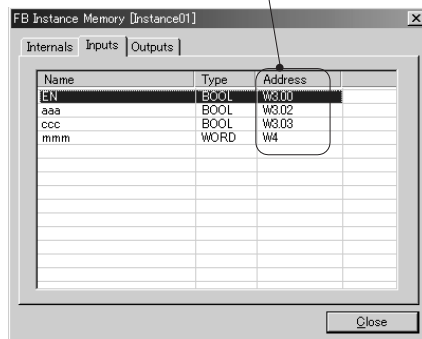 FB Instance Memory [Instance01]
Internals Inputs Outputs
Name Type Address
EN BOOL W3.00
aaa BOOL W3.02
ccc BOOL W3.03
mmm WORD W4
Close